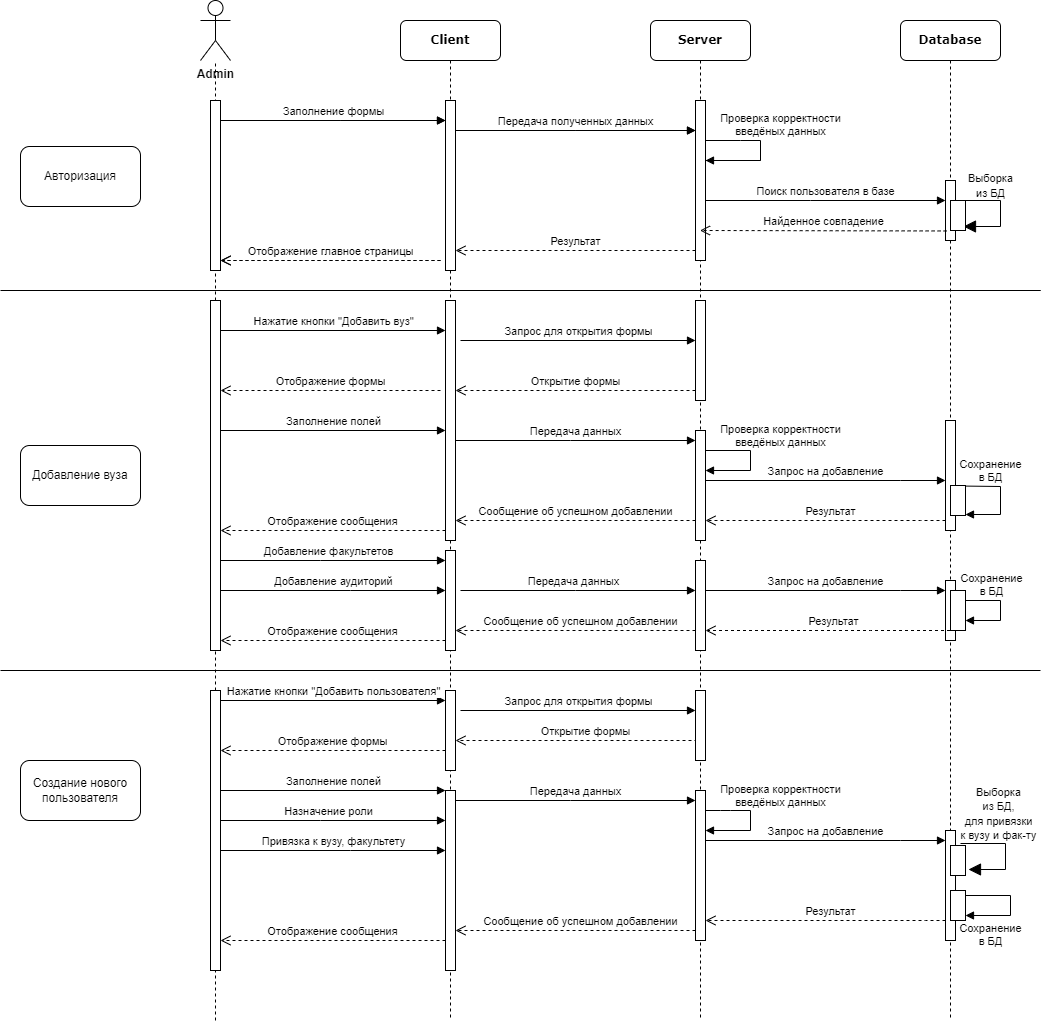 Admin
Client
Server
Database
Заполнение формы
Передача полученных данных
Проверка корректности
введёных данных
Авторизация
Выборка
из БД
Поиск пользователя в базе
Найденное совпадение
Результат
Отображение главное страницы
Нажатие кнопки "Добавить вуз"
Запрос для открытия формы
Отображение формы
Открытие формы
Заполнение полей
Передача данных
Проверка корректности
введёных данных
Добавление вуза
Запрос на добавление
Сохранение
в БД
Отображение сообщения
Сообщение об успешном добавлении
Результат
Добавление факультетов
Добавление аудиторий
Передача данных
Запрос на добавление
Сохранение
в БД
Отображение сообщения
Сообщение об успешном добавлении
Результат
Нажатие кнопки "Добавить пользователя"
Запрос для открытия формы
Отображение формы
Открытие формы
Создание нового
пользователя
Заполнение полей
Передача данных
Проверка корректности
введёных данных
Выборка
из БД,
для привязки
к вузу и фак-ту
Назначение роли
Запрос на добавление
Привязка к вузу, факультету
Отображение сообщения
Сообщение об успешном добавлении
Результат
Сохранение
в БД